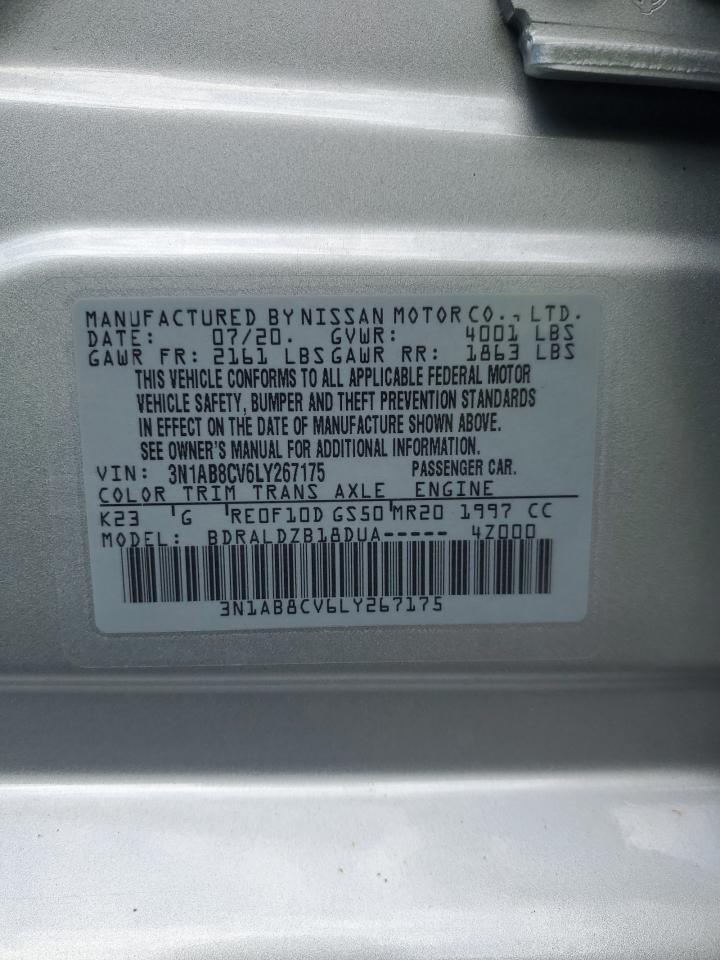 MANUFACTURED BY NISSAN MOTOR CO., LTD.
DATE: 07/20. GVWR: 4001 LBS
GAWR FR: 2161 LBS GAWR RR: 1863 LBS
THIS VEHICLE CONFORMS TO ALL APPLICABLE FEDERAL MOTOR
VEHICLE SAFETY, BUMPER AND THEFT PREVENTION STANDARDS
IN EFFECT ON THE DATE OF MANUFACTURE SHOWN ABOVE.
SEE OWNER'S MANUAL FOR ADDITIONAL INFORMATION.
VIN: 3N1AB8CV6LY267175 PASSENGER CAR.
COLOR TRIM TRANS AXLE ENGINE
K23 G RE0F10D GS50 MR20 1997 CC
MODEL: BDRALDZB18DUA----- 4Z000
3N1AB8CV6LY267175